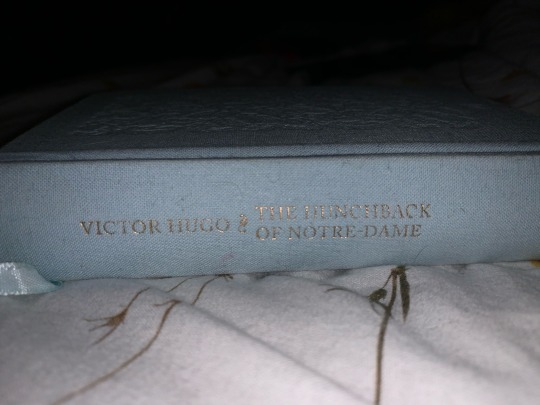 VICTOR HUGO
THE HUNCHBACK
OF NOTRE-DAME